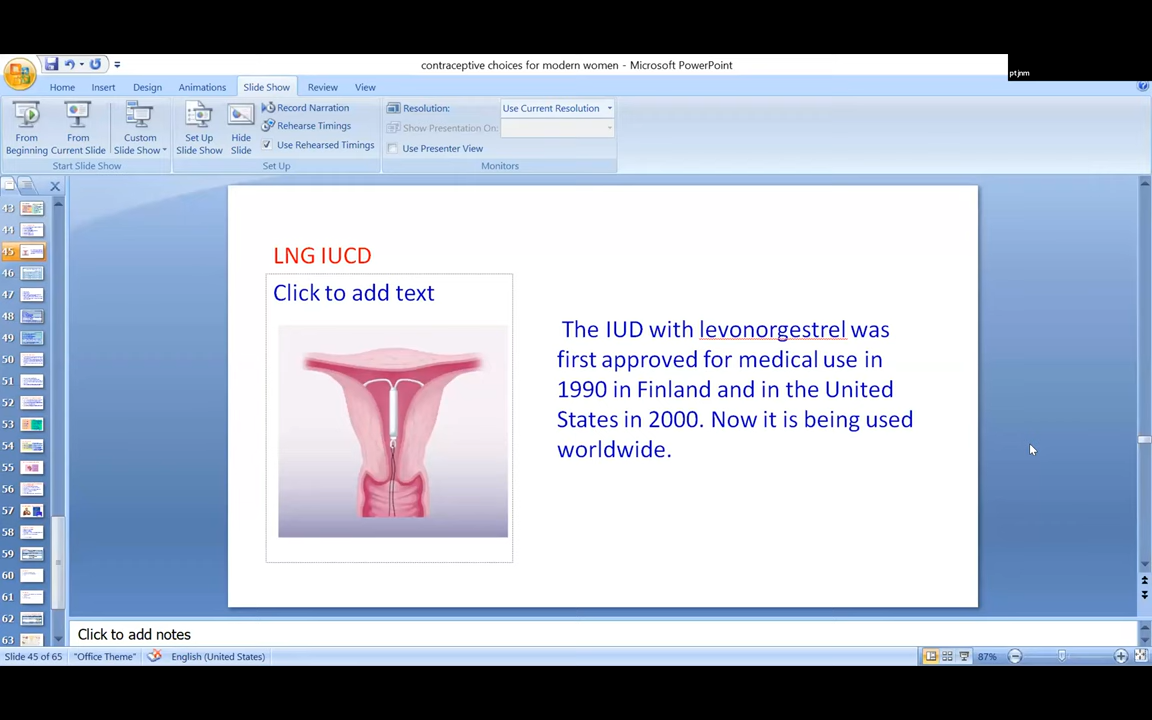 contraceptive choices for modern women - Microsoft PowerPoint
ptjnm
Home Insert Design Animations Slide Show Review View
From Beginning
From Current Slide
Custom Slide Show
Start Slide Show
Set Up Slide Show
Hide Slide
Record Narration
Rehearse Timings
Use Rehearsed Timings
Set Up
Resolution: Use Current Resolution
Show Presentation On:
Use Presenter View
Monitors
43
44
45
46
47
48
49
50
51
52
53
54
55
56
57
58
59
60
61
62
63
LNG IUCD
Click to add text
The IUD with levonorgestrel was
first approved for medical use in
1990 in Finland and in the United
States in 2000. Now it is being used
worldwide.
Click to add notes
Slide 45 of 65 "Office Theme" English (United States) 87%